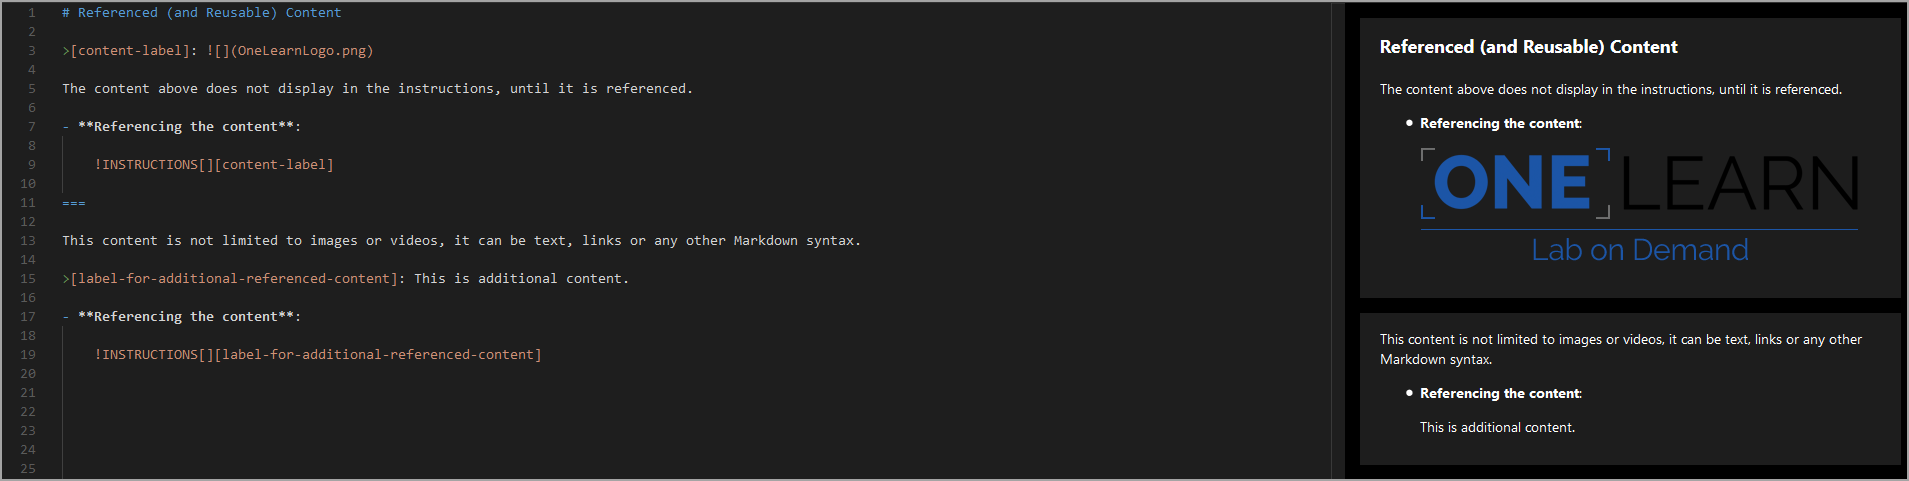 1 # Referenced (and Reusable) Content
2
3 >[content-label]: ![](OneLearnLogo.png)
4
5 The content above does not display in the instructions, until it is referenced.
6
7 - **Referencing the content**:
8
9 !INSTRUCTIONS[][content-label]
10
11 ===
12
13 This content is not limited to images or videos, it can be text, links or any other Markdown syntax.
14
15 >[label-for-additional-referenced-content]: This is additional content.
16
17 - **Referencing the content**:
18
19 !INSTRUCTIONS[][label-for-additional-referenced-content]
20
21
22
23
24
25
Referenced (and Reusable) Content
The content above does not display in the instructions, until it is referenced.
• Referencing the content:
[ONE] LEARN
Lab on Demand
This content is not limited to images or videos, it can be text, links or any other
Markdown syntax.
• Referencing the content:
This is additional content.